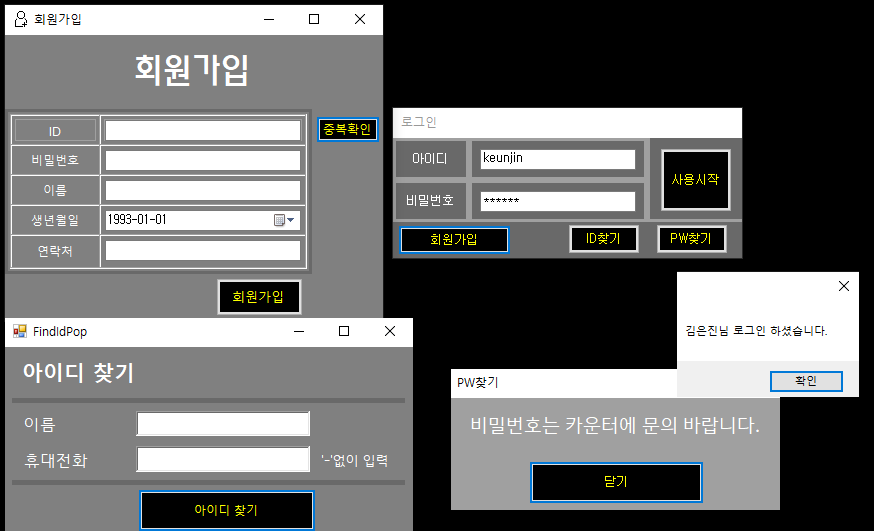 회원가입
회원가입
ID
중복확인
비밀번호
이름
생년월일 1993-01-01
연락처
회원가입
로그인
아이디 keunjin
비밀번호 ******
사용시작
회원가입 ID찾기 PW찾기
FindIdPop
아이디 찾기
이름
휴대전화 '-'없이 입력
아이디 찾기
김은진님 로그인 하셨습니다.
확인
PW찾기
비밀번호는 카운터에 문의 바랍니다.
닫기